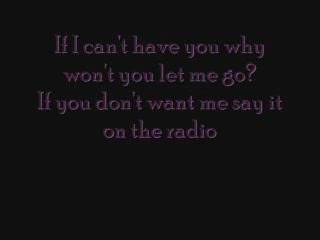 If I can't have you why
won't you let me go?
If you don't want me say it
on the radio